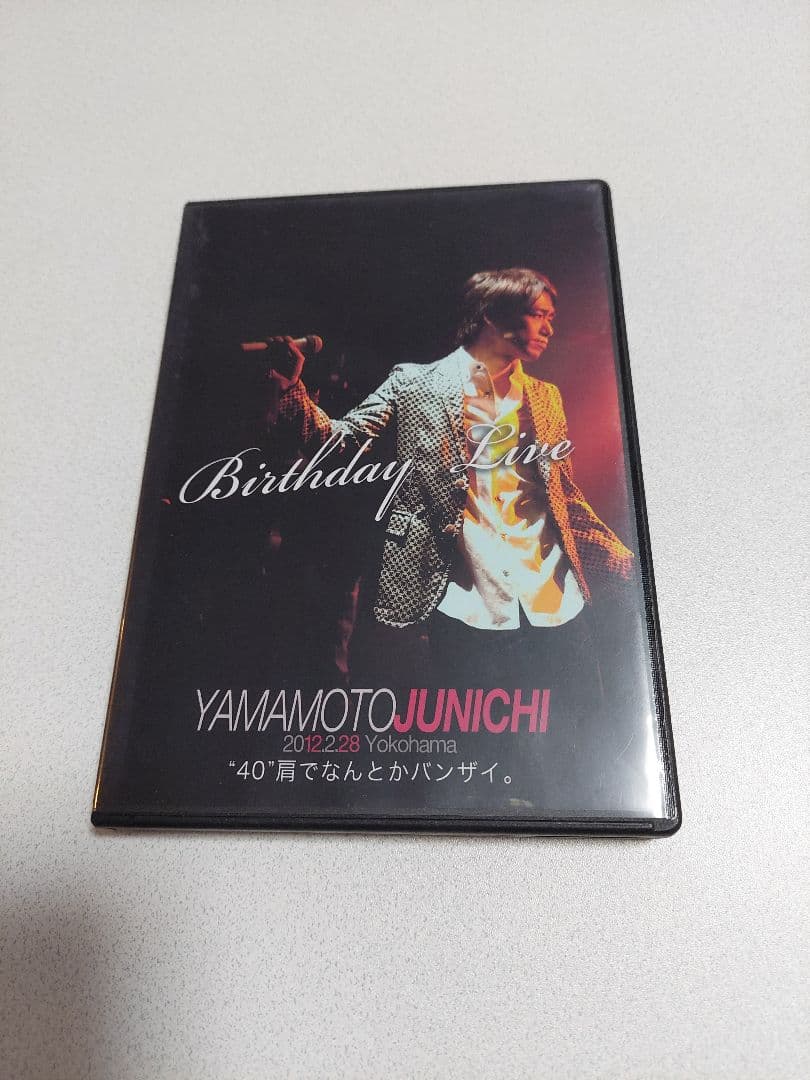 Birthday Live
YAMAMOTOJUNICHI
2012.2.28 Yokohama
“40”肩でなんとかバンザイ。